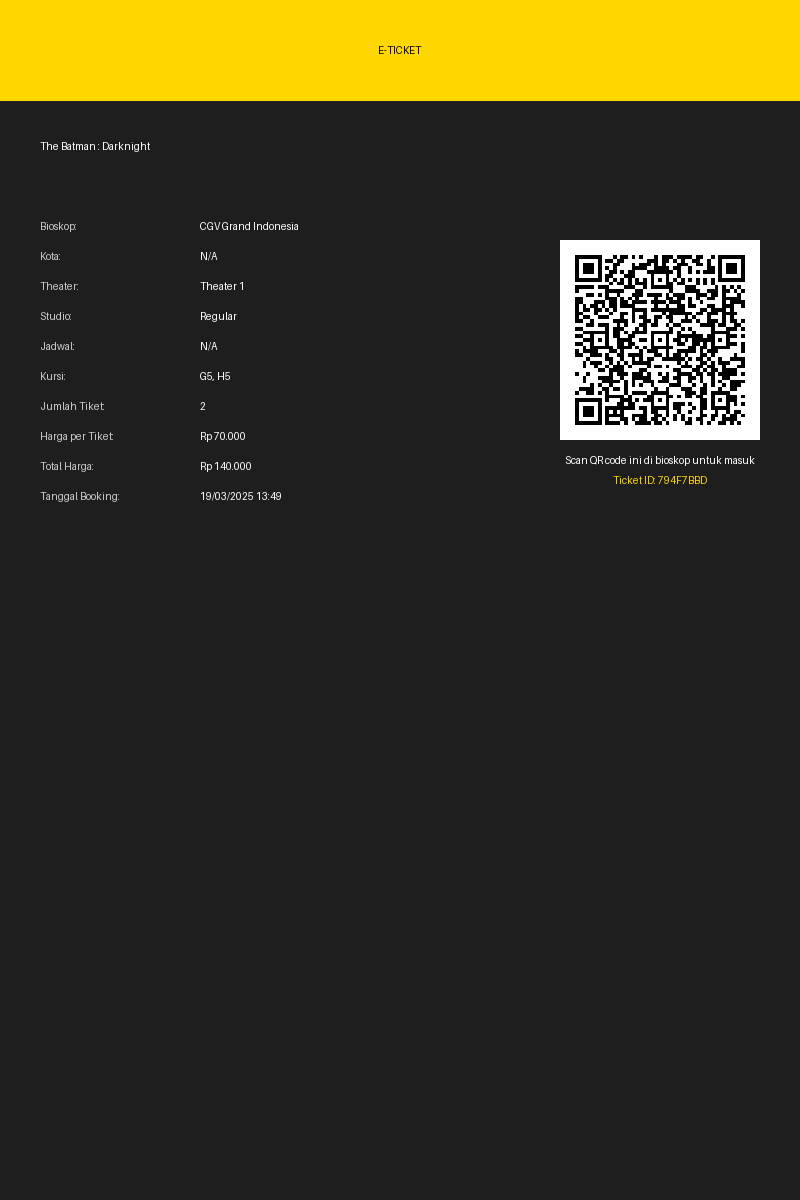 E-TICKET
The Batman : Darknight
Bioskop: CGV Grand Indonesia
Kota: N/A
Theater: Theater 1
Studio: Regular
Jadwal: N/A
Kursi: G5, H5
Jumlah Tiket: 2
Harga per Tiket: Rp 70.000
Total Harga: Rp 140.000
Tanggal Booking: 19/03/2025 13:49
Scan QR code ini di bioskop untuk masuk
Ticket ID: 794F7BBD